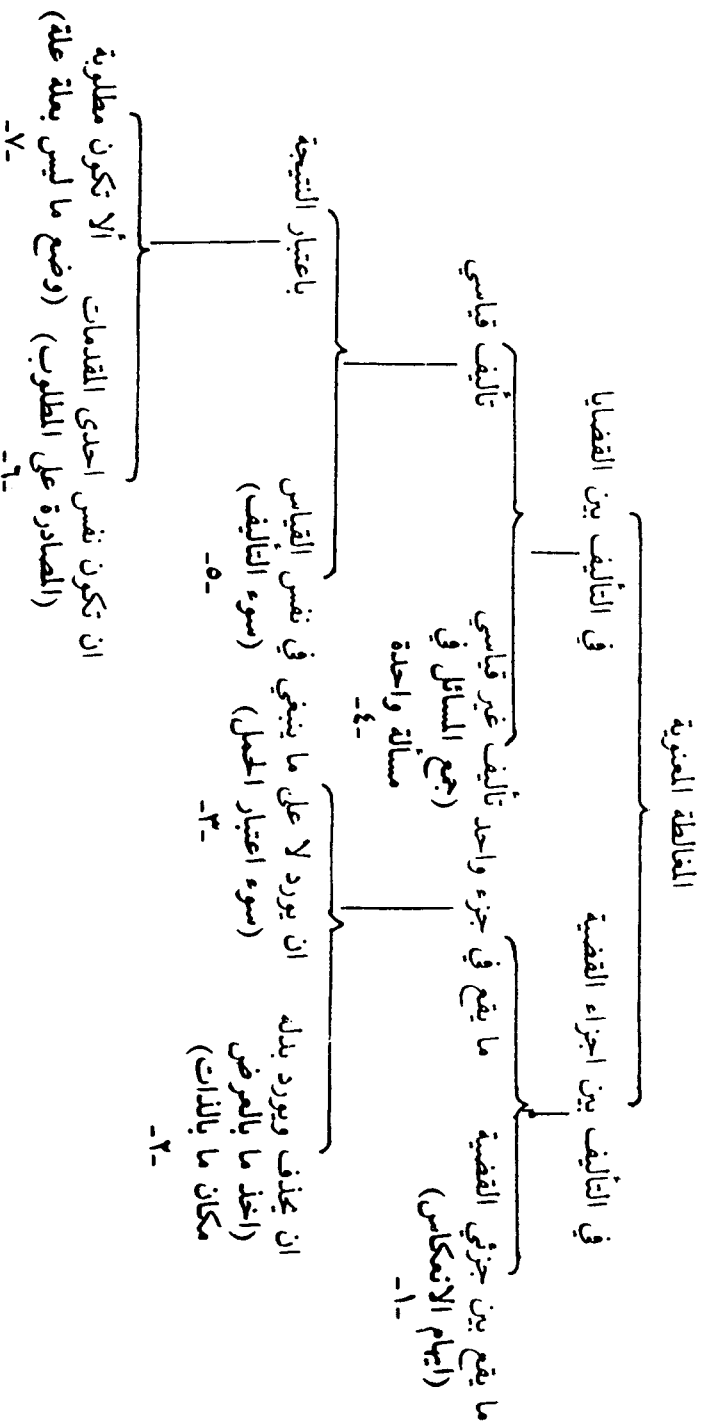 المغالطة المعنوية
في التأليف بين اجزاء القضية
في التأليف بين القضايا
ما يقع بين جزئي القضية
(ايهام الانعكاس)
-١-
ما يقع في جزء واحد
تأليف غير قياسي
(جمع المسائل في
مسألة واحدة
-٤-
تأليف قياسي
ان يحذف ويورد بدله
(اخذ ما بالعرض
مكان ما بالذات)
-٢-
ان يورد لا على ما ينبغي
(سوء اعتبار الحمل)
-٣-
في نفس القياس
(سوء التأليف)
-٥-
باعتبار النتيجة
ان تكون نفس احدى المقدمات
(المصادرة على المطلوب)
-٦-
ألا تكون مطلوبة
(وضع ما ليس بعلة علة)
-٧-